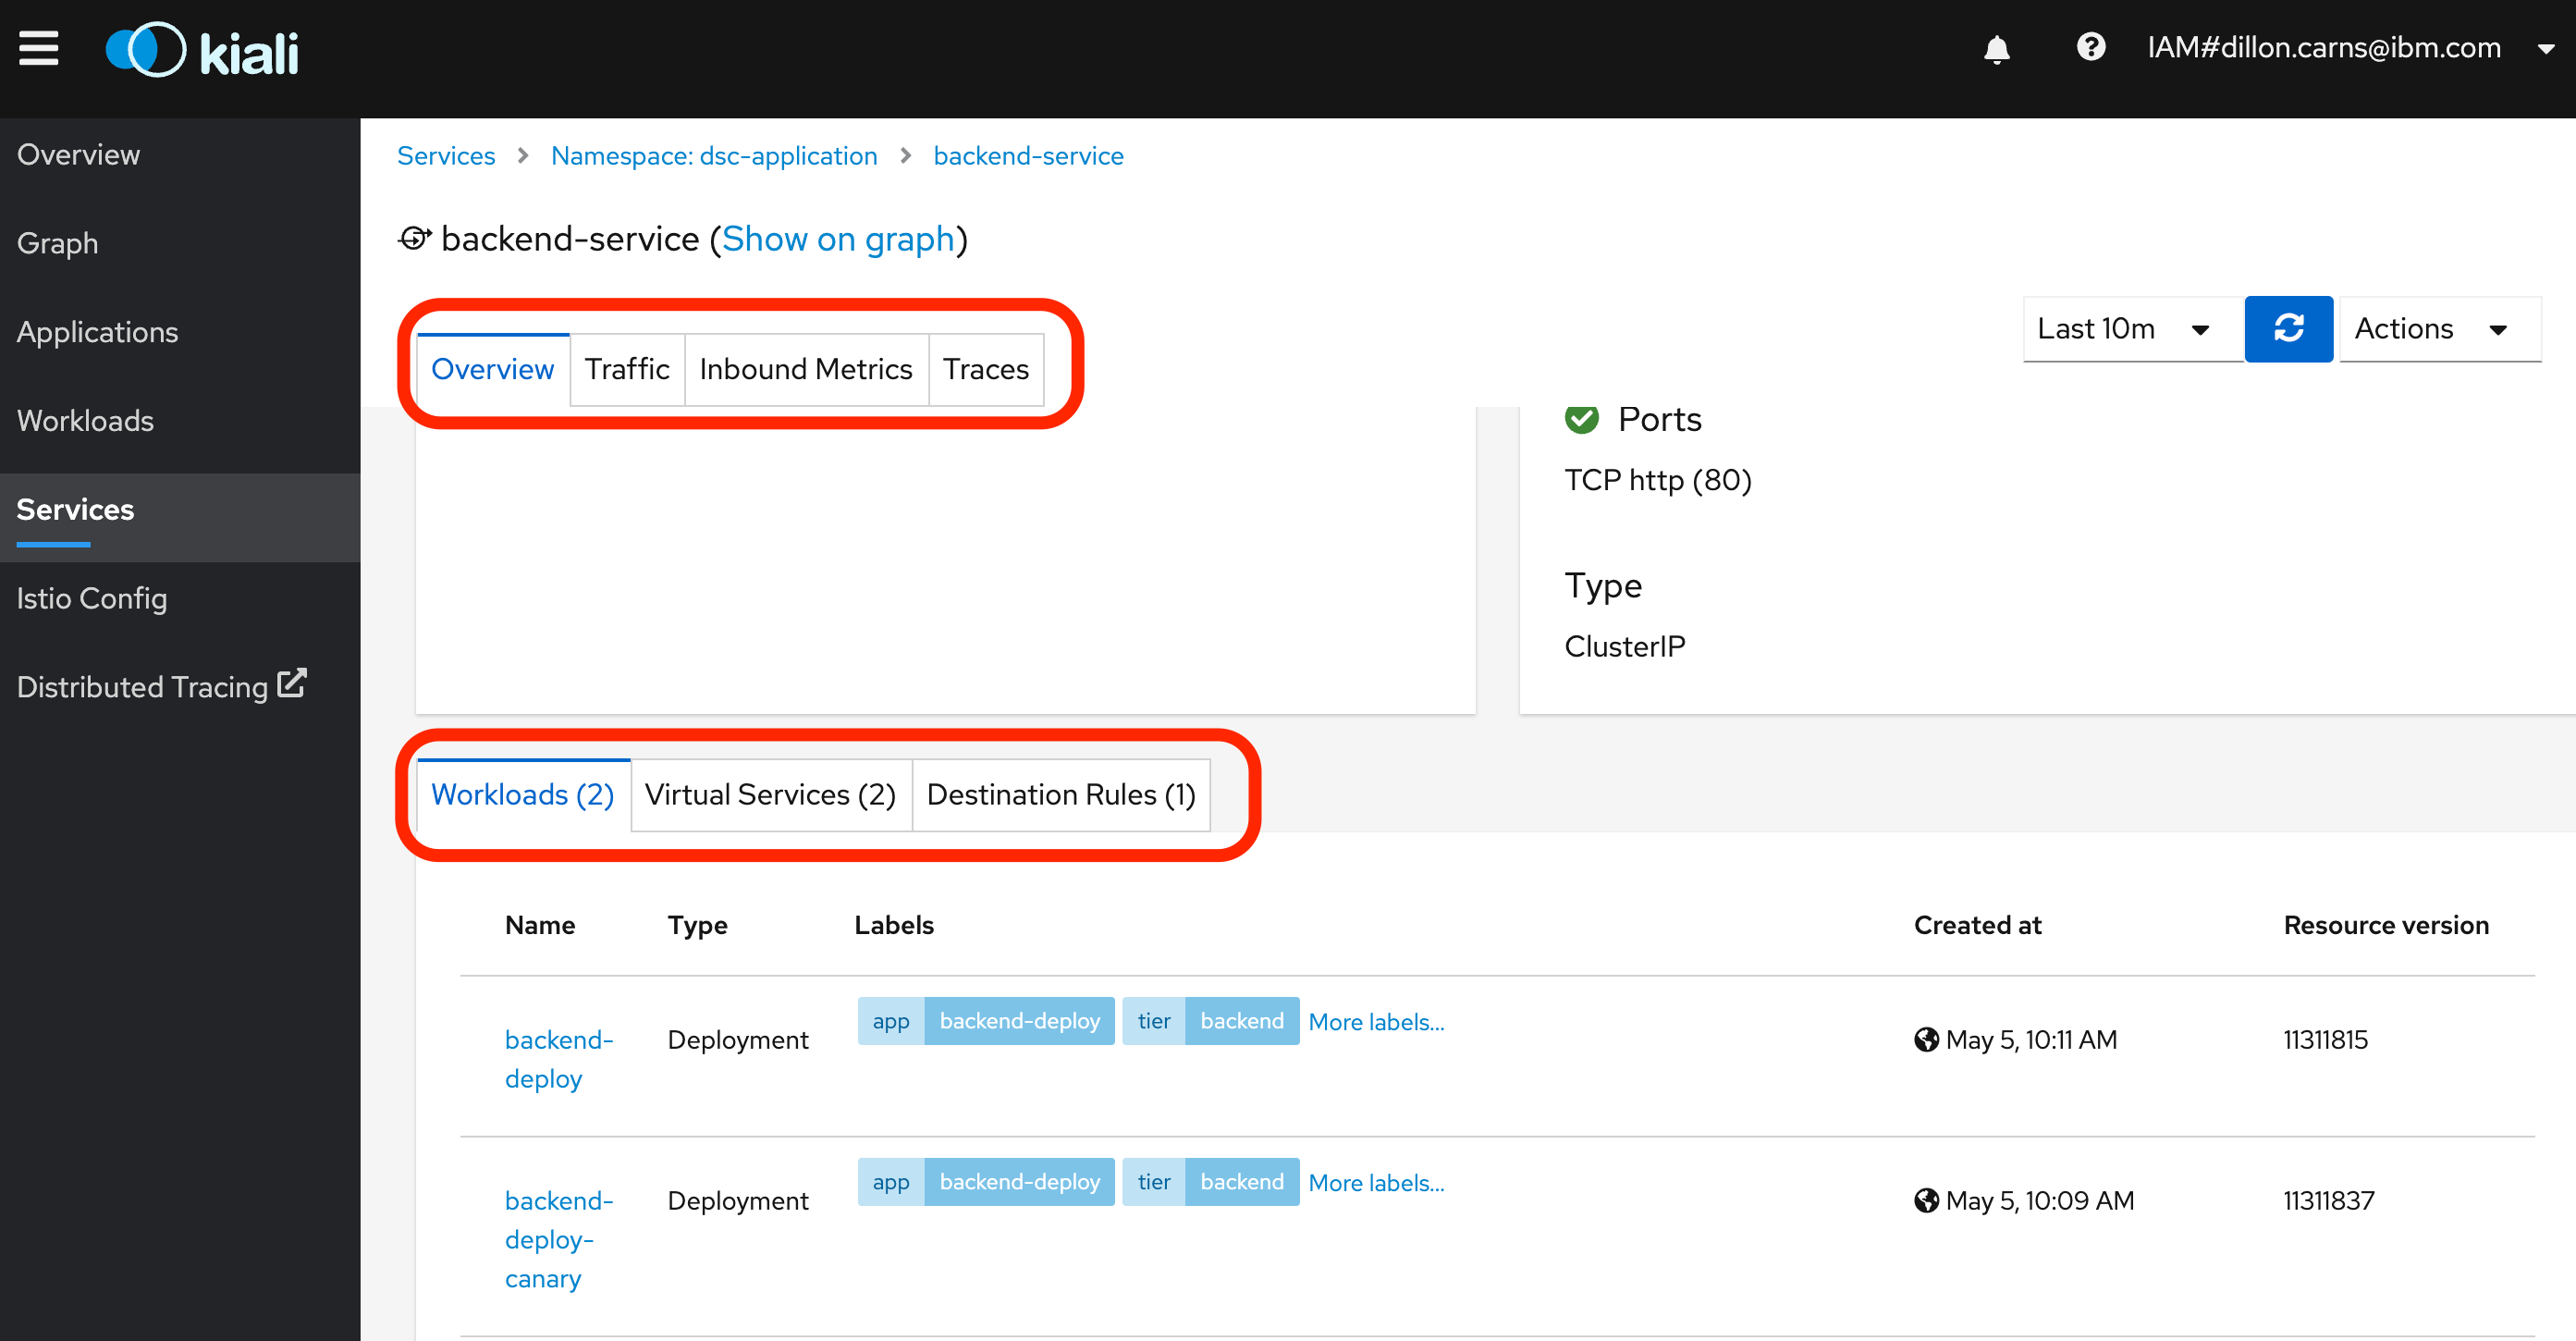 kiali
IAM#dillon.carns@ibm.com
Overview
Graph
Applications
Workloads
Services
Istio Config
Distributed Tracing
Services > Namespace: dsc-application > backend-service
backend-service (Show on graph)
Overview Traffic Inbound Metrics Traces
Last 10m Actions
Ports
TCP http (80)
Type
ClusterIP
Workloads (2) Virtual Services (2) Destination Rules (1)
Name Type Labels Created at Resource version
backend-
deploy
Deployment
app backend-deploy tier backend More labels...
May 5, 10:11 AM
11311815
backend-
deploy-
canary
Deployment
app backend-deploy tier backend More labels...
May 5, 10:09 AM
11311837